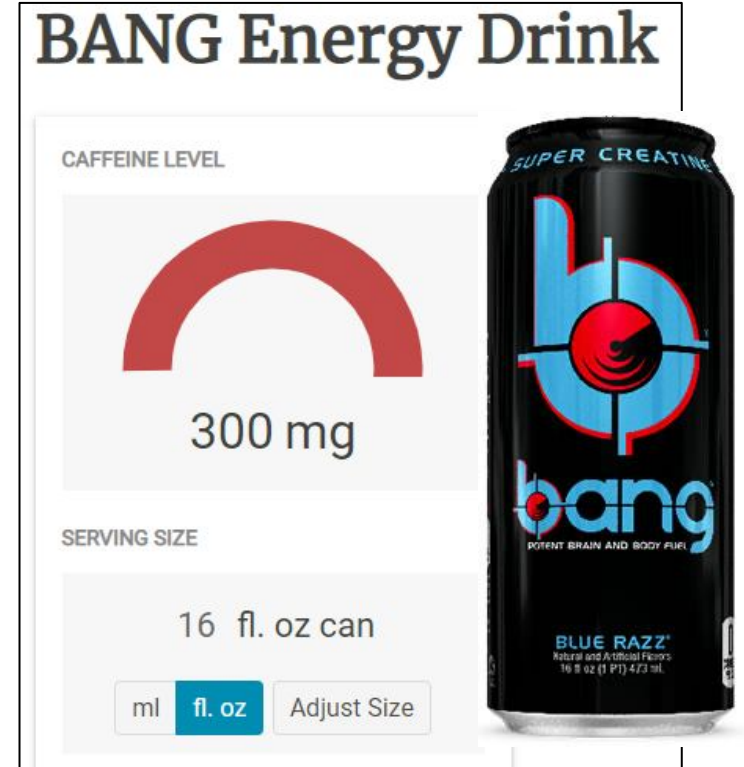 BANG Energy Drink
CAFFEINE LEVEL
300 mg
SERVING SIZE
16 fl. oz can
ml fl. oz Adjust Size
SUPER CREATINE
bang
POTENT BRAIN AND BODY FUEL
BLUE RAZZ
Natural and Artificial Flavors
16 fl oz (1 PT) 473 ml.